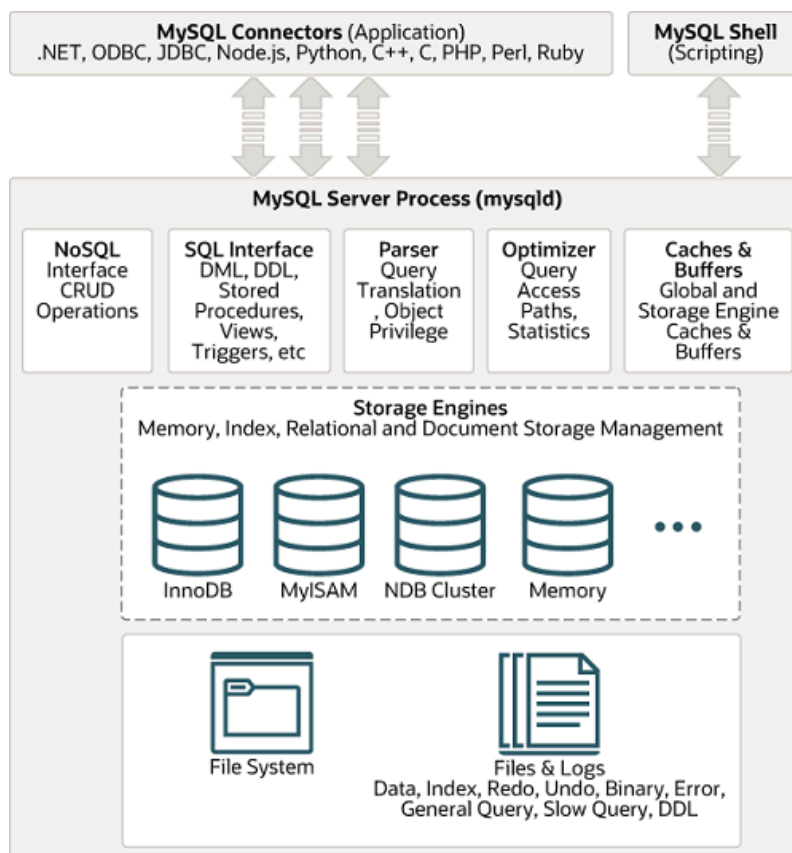 MySQL Connectors (Application)
.NET, ODBC, JDBC, Node.js, Python, C++, C, PHP, Perl, Ruby
MySQL Shell
(Scripting)
MySQL Server Process (mysqld)
NoSQL
Interface
CRUD
Operations
SQL Interface
DML, DDL,
Stored
Procedures,
Views,
Triggers, etc
Parser
Query
Translation
, Object
Privilege
Optimizer
Query
Access
Paths,
Statistics
Caches &
Buffers
Global and
Storage Engine
Caches &
Buffers
Storage Engines
Memory, Index, Relational and Document Storage Management
InnoDB
MyISAM
NDB Cluster
Memory
File System
Files & Logs
Data, Index, Redo, Undo, Binary, Error,
General Query, Slow Query, DDL